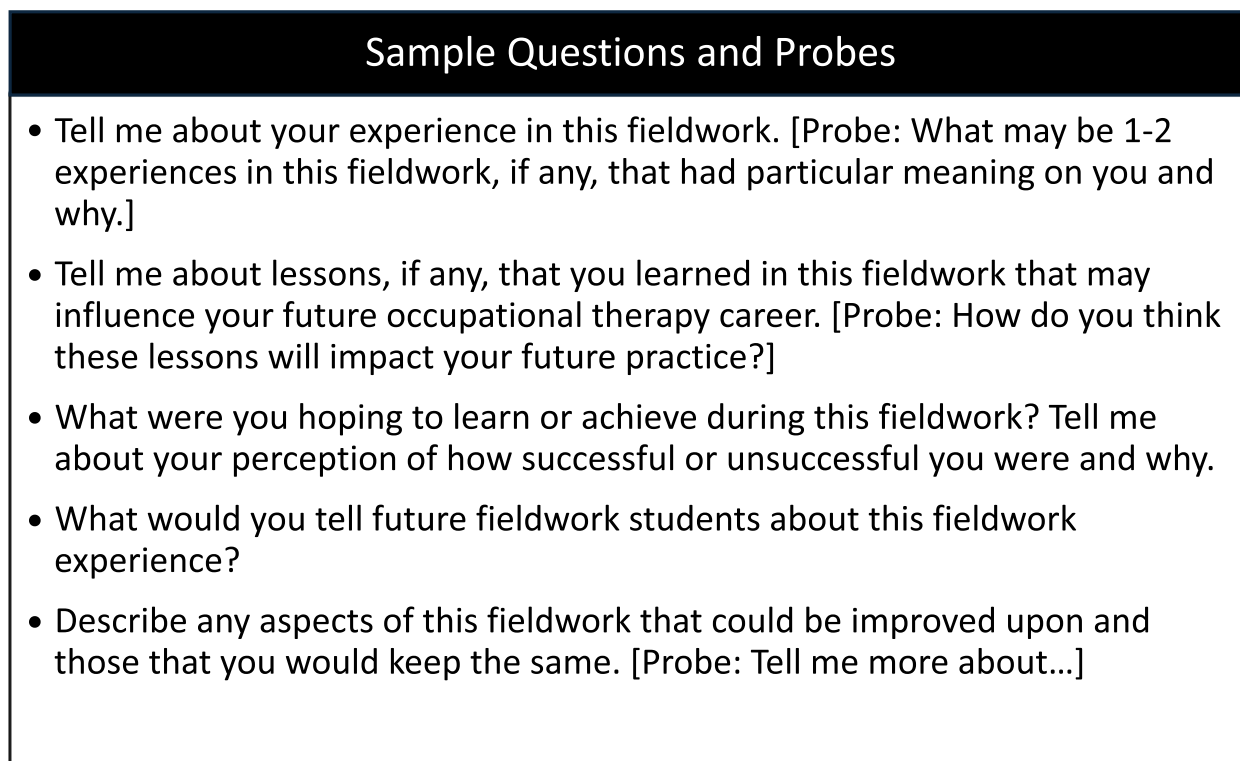 Sample Questions and Probes
• Tell me about your experience in this fieldwork. [Probe: What may be 1-2
experiences in this fieldwork, if any, that had particular meaning on you and
why.]
• Tell me about lessons, if any, that you learned in this fieldwork that may
influence your future occupational therapy career. [Probe: How do you think
these lessons will impact your future practice?]
• What were you hoping to learn or achieve during this fieldwork? Tell me
about your perception of how successful or unsuccessful you were and why.
• What would you tell future fieldwork students about this fieldwork
experience?
• Describe any aspects of this fieldwork that could be improved upon and
those that you would keep the same. [Probe: Tell me more about…]